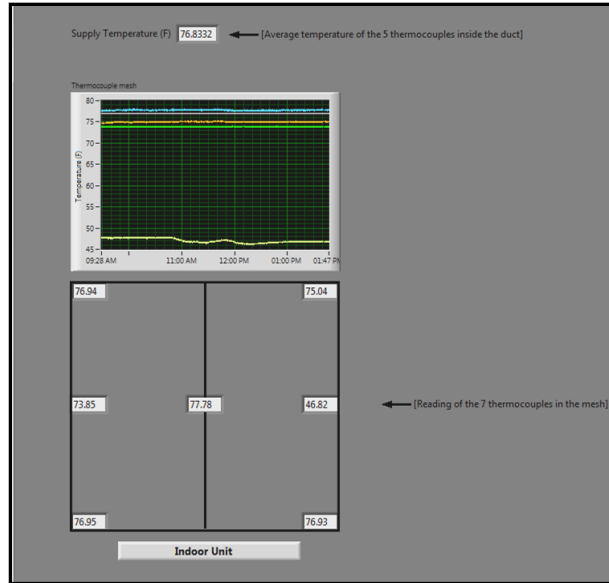 Supply Temperature (F) 76.8332 [Average temperature of the 5 thermocouples inside the duct]
Thermocouple mesh
80
75
70
65
60
55
50
45
Temperature (F)
09:28 AM 11:00 AM 12:00 PM 01:00 PM 01:47 P
76.94 75.04
73.85 77.78 46.82 [Reading of the 7 thermocouples in the mesh]
76.95 76.93
Indoor Unit